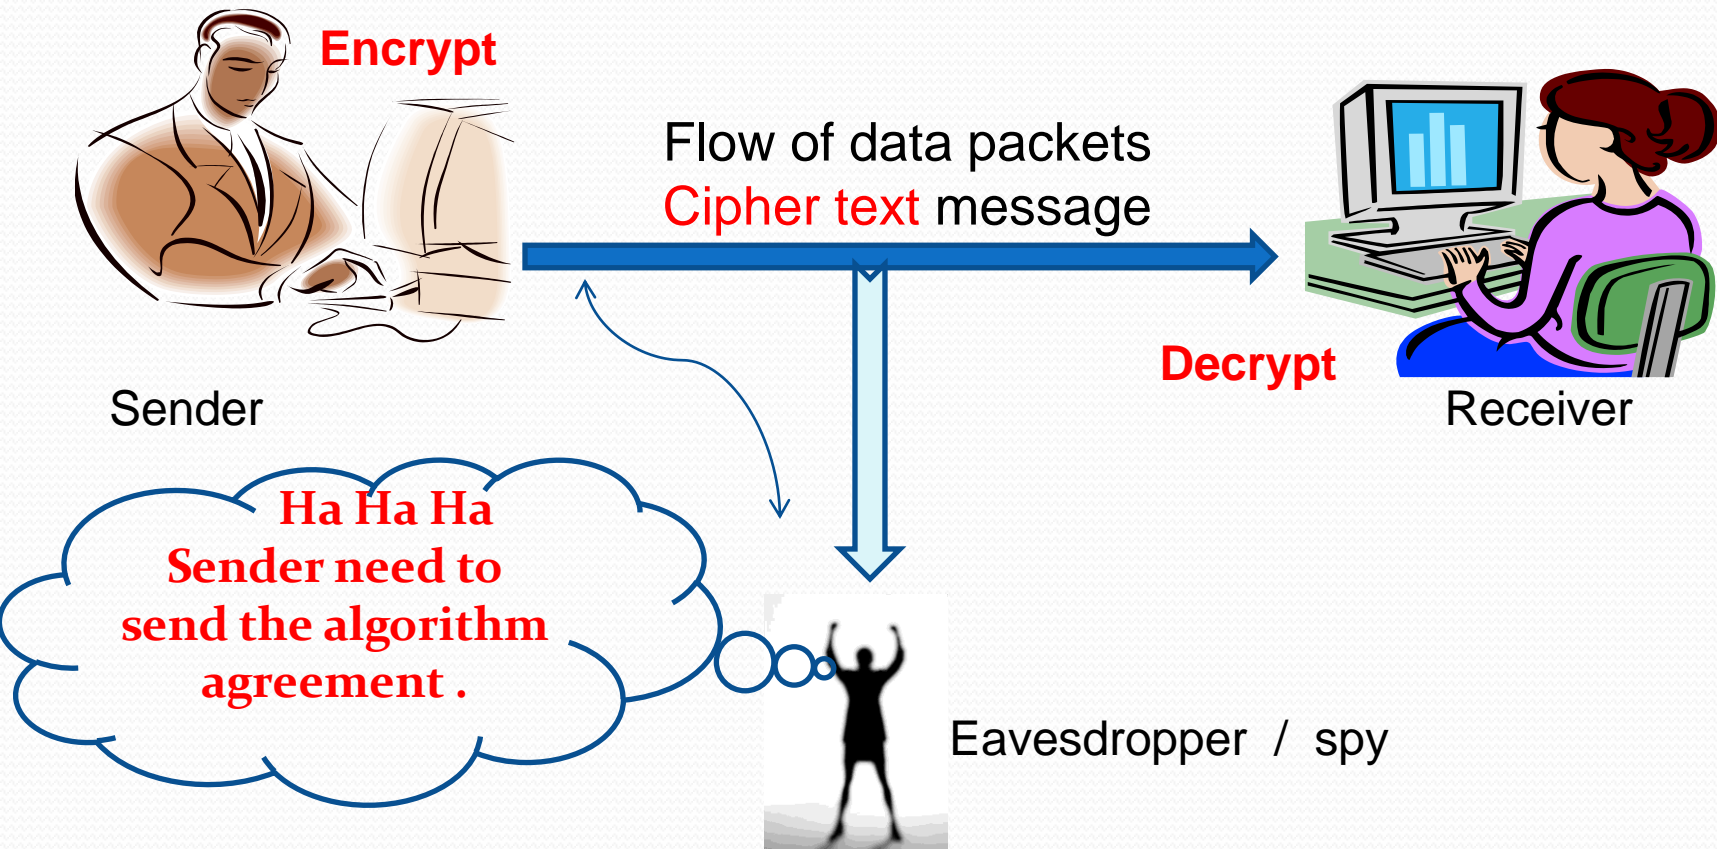 Encrypt
Flow of data packets
Cipher text message
Decrypt
Sender
Receiver
Ha Ha Ha
Sender need to
send the algorithm
agreement .
Eavesdropper / spy